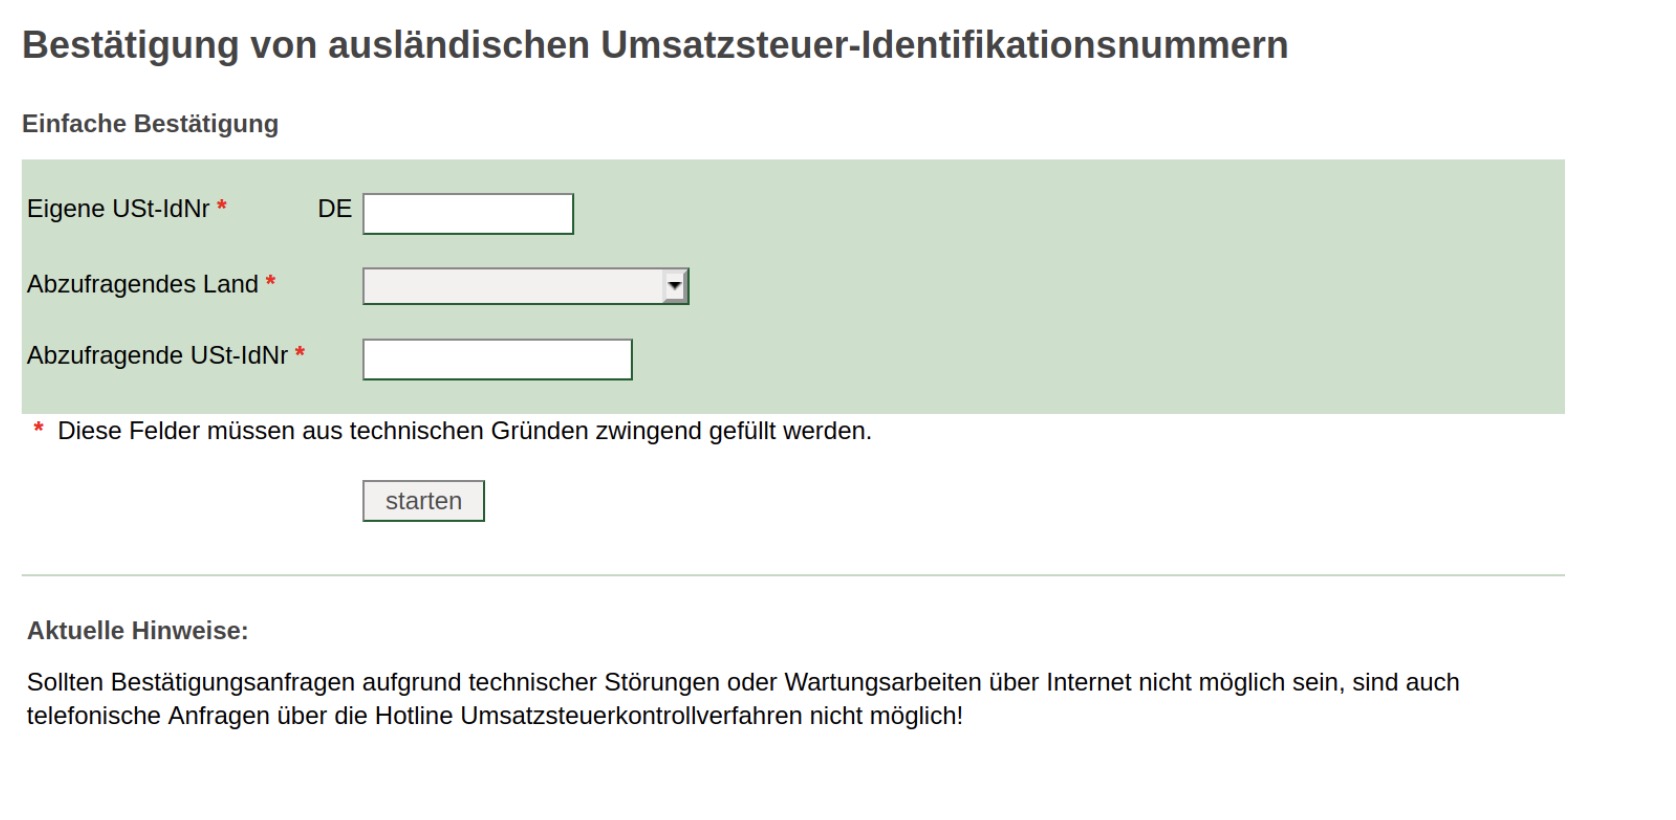 Bestätigung von ausländischen Umsatzsteuer-Identifikationsnummern
Einfache Bestätigung
Eigene USt-IdNr * DE
Abzufragendes Land *
Abzufragende USt-IdNr *
* Diese Felder müssen aus technischen Gründen zwingend gefüllt werden.
starten
Aktuelle Hinweise:
Sollten Bestätigungsanfragen aufgrund technischer Störungen oder Wartungsarbeiten über Internet nicht möglich sein, sind auch
telefonische Anfragen über die Hotline Umsatzsteuerkontrollverfahren nicht möglich!